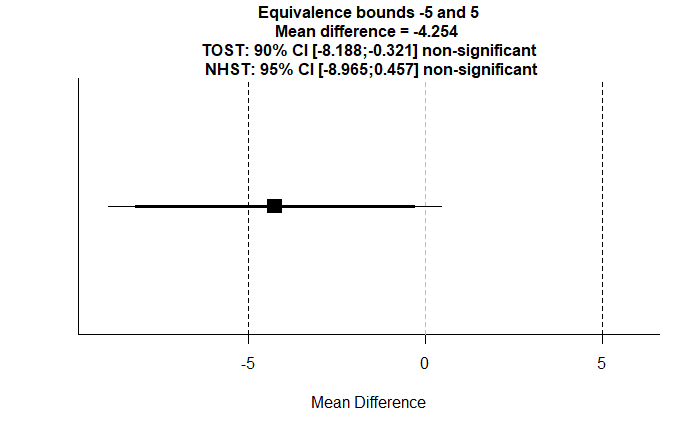 Equivalence bounds -5 and 5
Mean difference = -4.254
TOST: 90% CI [-8.188;-0.321] non-significant
NHST: 95% CI [-8.965;0.457] non-significant
-5 0 5
Mean Difference